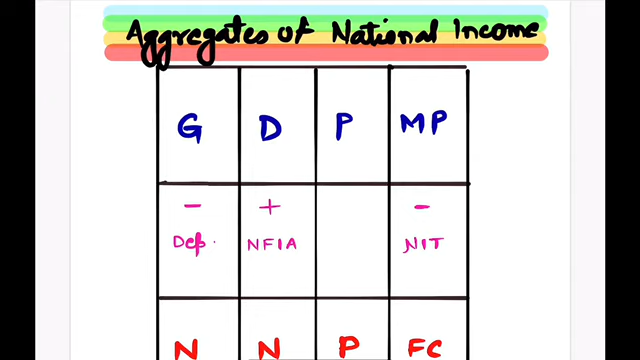 Aggregates of National Income
G D P MP
- + -
Dep. NFIA NIT
N N P FC